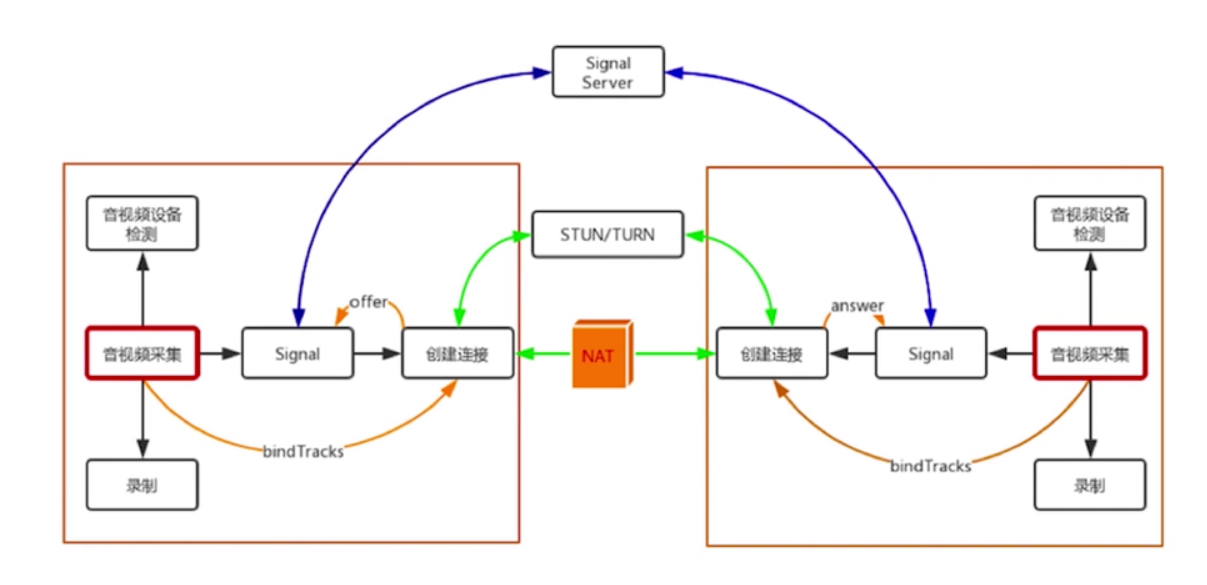 Signal
Server
音视频设备
检测
STUN/TURN
音视频设备
检测
offer
answer
音视频采集
Signal
创建连接
NAT
创建连接
Signal
音视频采集
bindTracks
bindTracks
录制
录制